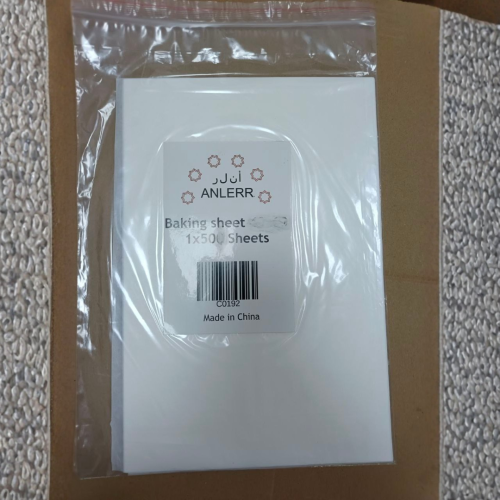 أنلر
ANLERR
Baking sheet
1x500 Sheets
C0192
Made in China